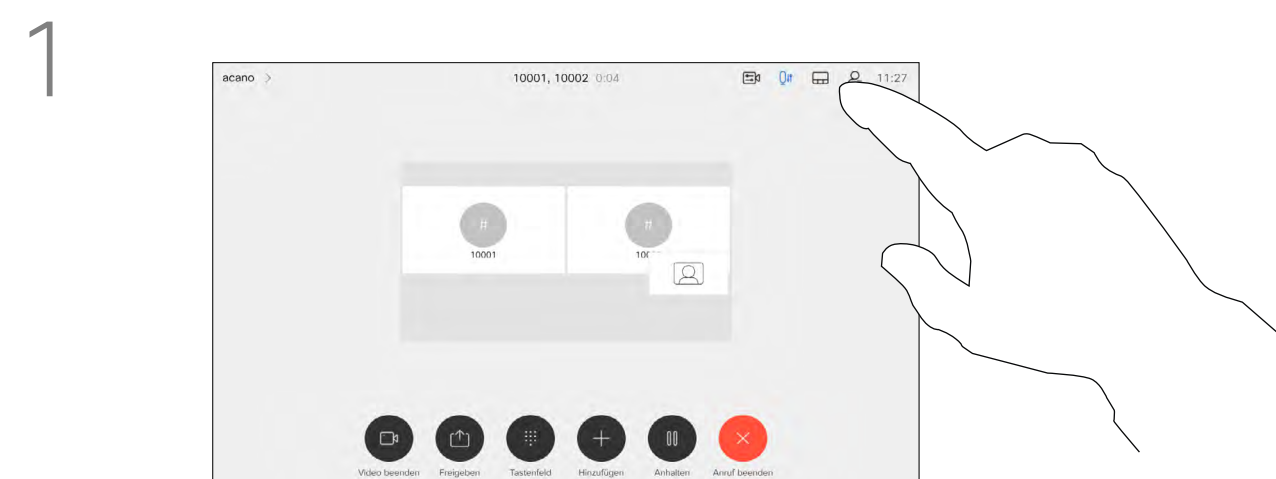 1
acano > 10001, 10002 0:04 11:27
# #
10001
Video beenden Freigeben Tastenfeld Hinzufügen Anhalten Anruf beenden